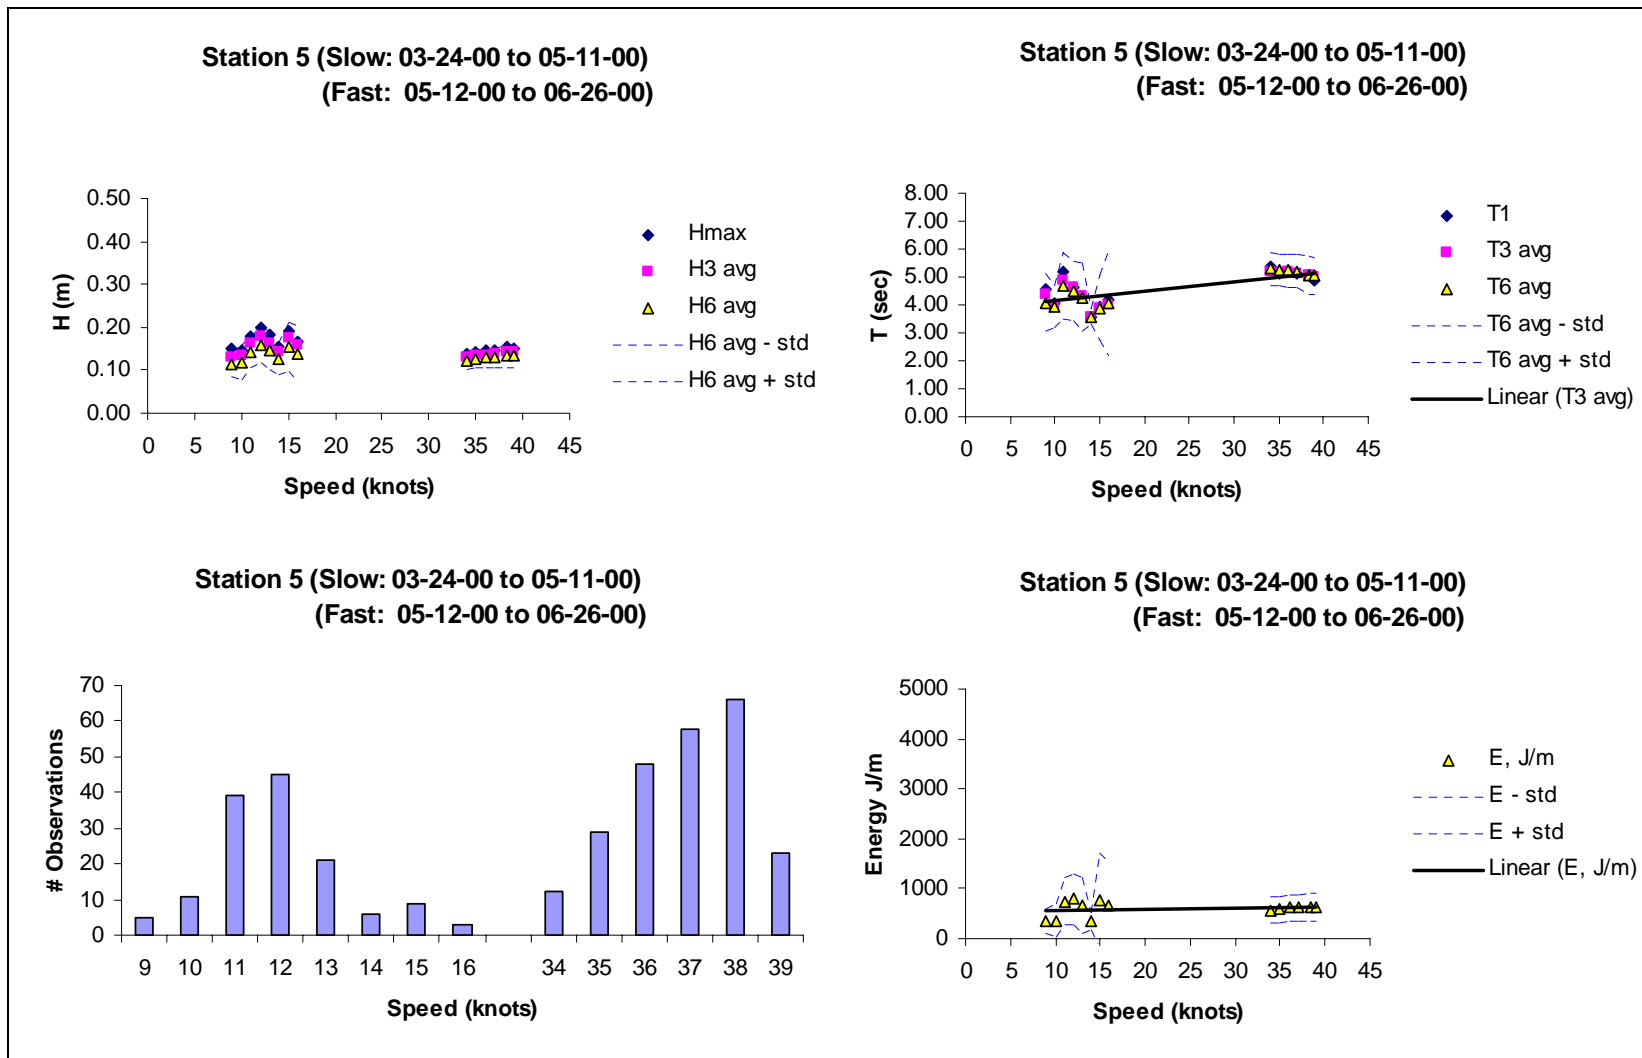 Station 5 (Slow: 03-24-00 to 05-11-00)
(Fast: 05-12-00 to 06-26-00)
0.50
0.40
0.30
0.20
0.10
0.00
H (m)
0 5 10 15 20 25 30 35 40 45
Speed (knots)
Hmax
H3 avg
H6 avg
H6 avg - std
H6 avg + std
Station 5 (Slow: 03-24-00 to 05-11-00)
(Fast: 05-12-00 to 06-26-00)
8.00
7.00
6.00
5.00
4.00
3.00
2.00
1.00
0.00
T (sec)
0 5 10 15 20 25 30 35 40 45
Speed (knots)
T1
T3 avg
T6 avg
T6 avg - std
T6 avg + std
Linear (T3 avg)
Station 5 (Slow: 03-24-00 to 05-11-00)
(Fast: 05-12-00 to 06-26-00)
70
60
50
40
30
20
10
0
# Observations
9 10 11 12 13 14 15 16 34 35 36 37 38 39
Speed (knots)
Station 5 (Slow: 03-24-00 to 05-11-00)
(Fast: 05-12-00 to 06-26-00)
5000
4000
3000
2000
1000
0
Energy J/m
0 5 10 15 20 25 30 35 40 45
Speed (knots)
E, J/m
E - std
E + std
Linear (E, J/m)